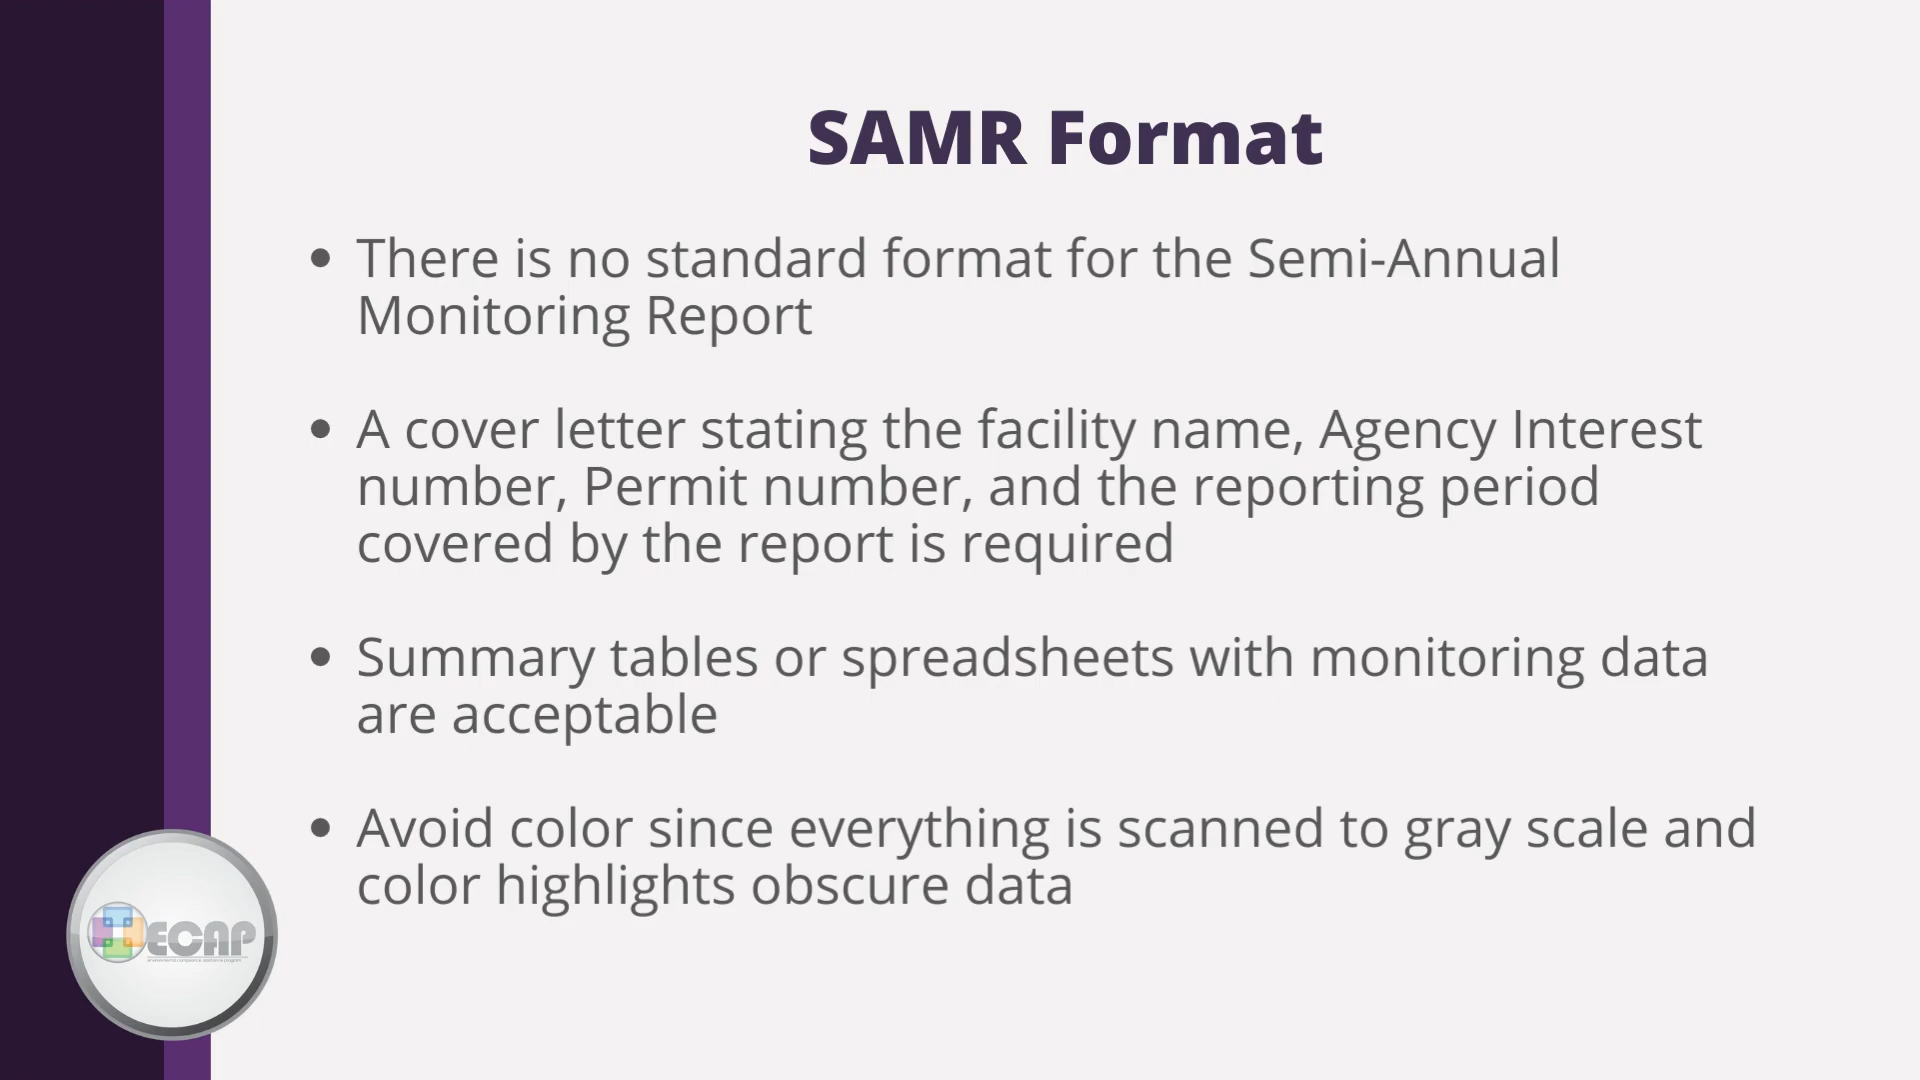 SAMR Format
• There is no standard format for the Semi-Annual
Monitoring Report
• A cover letter stating the facility name, Agency Interest
number, Permit number, and the reporting period
covered by the report is required
• Summary tables or spreadsheets with monitoring data
are acceptable
• Avoid color since everything is scanned to gray scale and
color highlights obscure data
ECAP